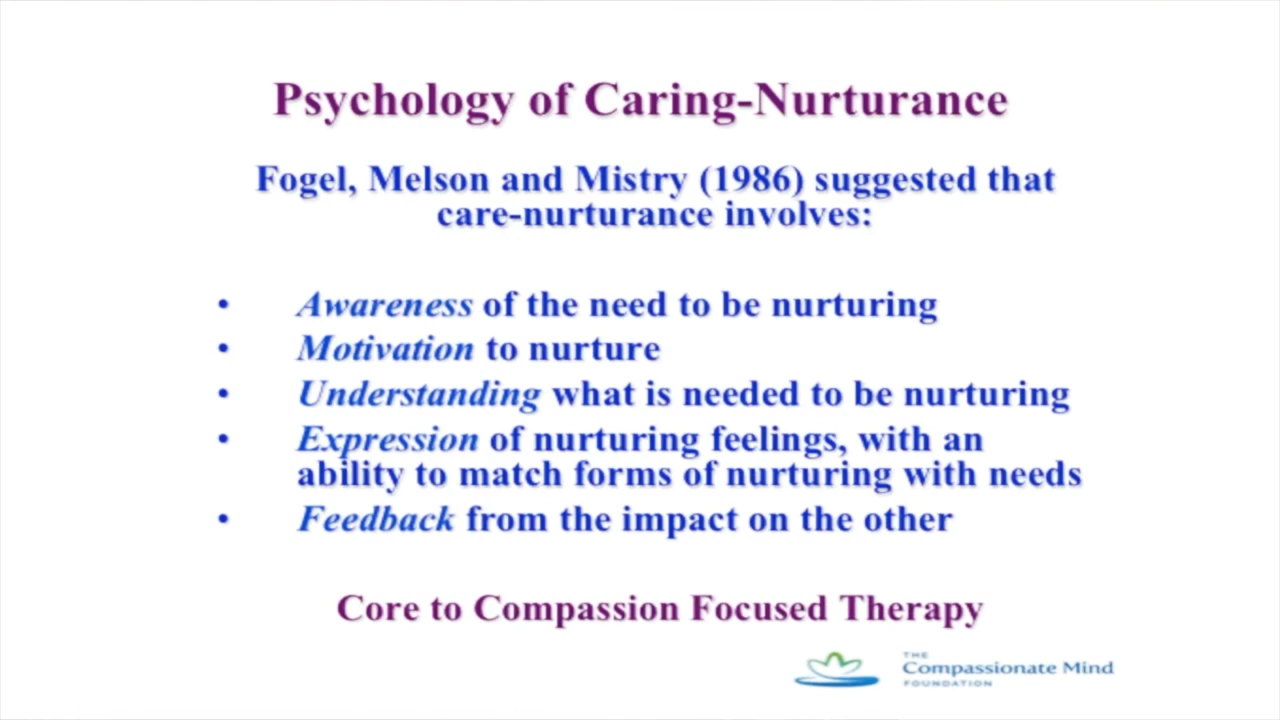 Psychology of Caring-Nurturance
Fogel, Melson and Mistry (1986) suggested that
care-nurturance involves:
• Awareness of the need to be nurturing
• Motivation to nurture
• Understanding what is needed to be nurturing
• Expression of nurturing feelings, with an
ability to match forms of nurturing with needs
• Feedback from the impact on the other
Core to Compassion Focused Therapy
THE
Compassionate Mind
FOUNDATION